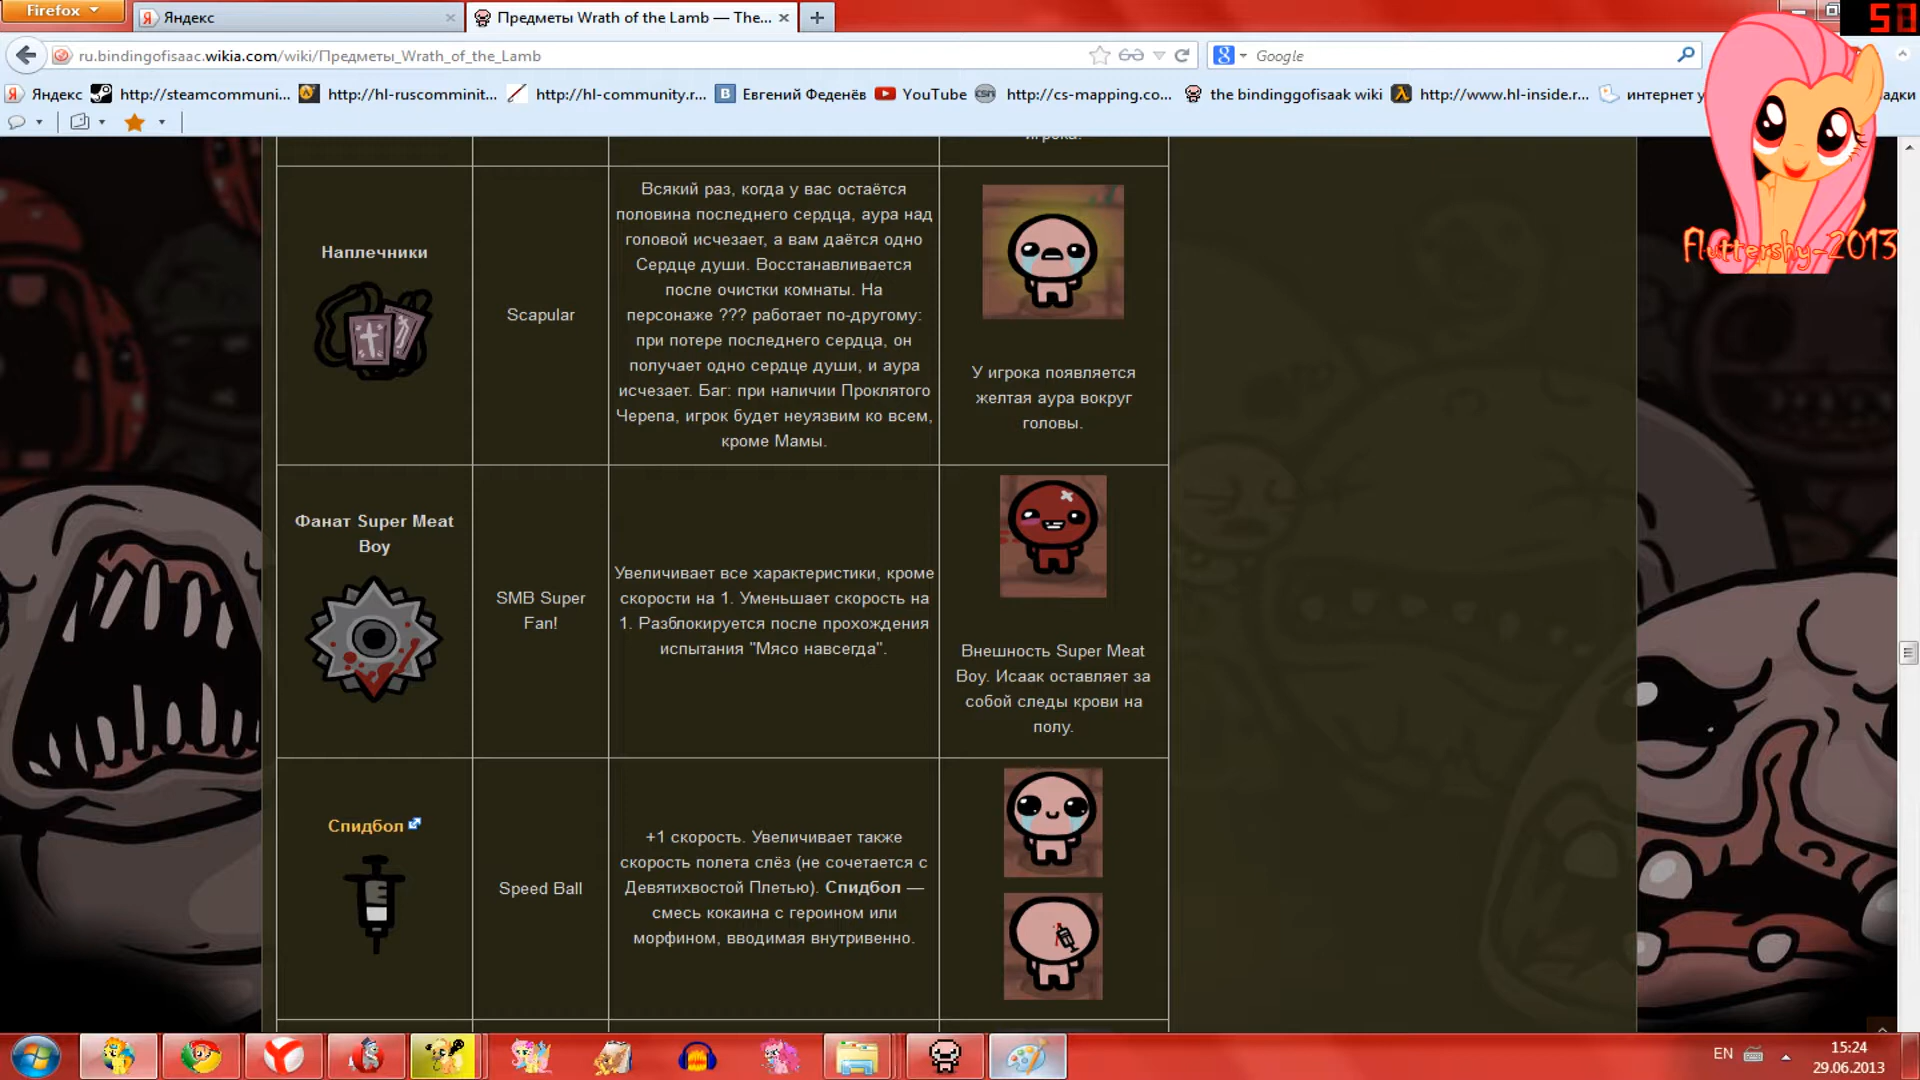 Firefox
Яндекс
Предметы Wrath of the Lamb — The...
ru.bindingofisaac.wikia.com/wiki/Предметы_Wrath_of_the_Lamb
Google
Яндекс
http://steamcommuni...
http://hl-ruscomminit...
http://hl-community.r...
Евгений Феденёв
YouTube
http://cs-mapping.co...
the bindinggofisaak wiki
http://www.hl-inside.r...
интернет
Fluttershy-2013
игрока.
Наплечники
Scapular
Всякий раз, когда у вас остаётся
половина последнего сердца, аура над
головой исчезает, а вам даётся одно
Сердце души. Восстанавливается
после очистки комнаты. На
персонаже ??? работает по-другому:
при потере последнего сердца, он
получает одно сердце души, и аура
исчезает. Баг: при наличии Проклятого
Черепа, игрок будет неуязвим ко всем,
кроме Мамы.
У игрока появляется
желтая аура вокруг
головы.
Фанат Super Meat
Boy
SMB Super
Fan!
Увеличивает все характеристики, кроме
скорости на 1. Уменьшает скорость на
1. Разблокируется после прохождения
испытания "Мясо навсегда".
Внешность Super Meat
Boy. Исаак оставляет за
собой следы крови на
полу.
Спидбол
Speed Ball
+1 скорость. Увеличивает также
скорость полета слёз (не сочетается с
Девятихвостой Плетью). Спидбол —
смесь кокаина с героином или
морфином, вводимая внутривенно.
EN
15:24
29.06.2013